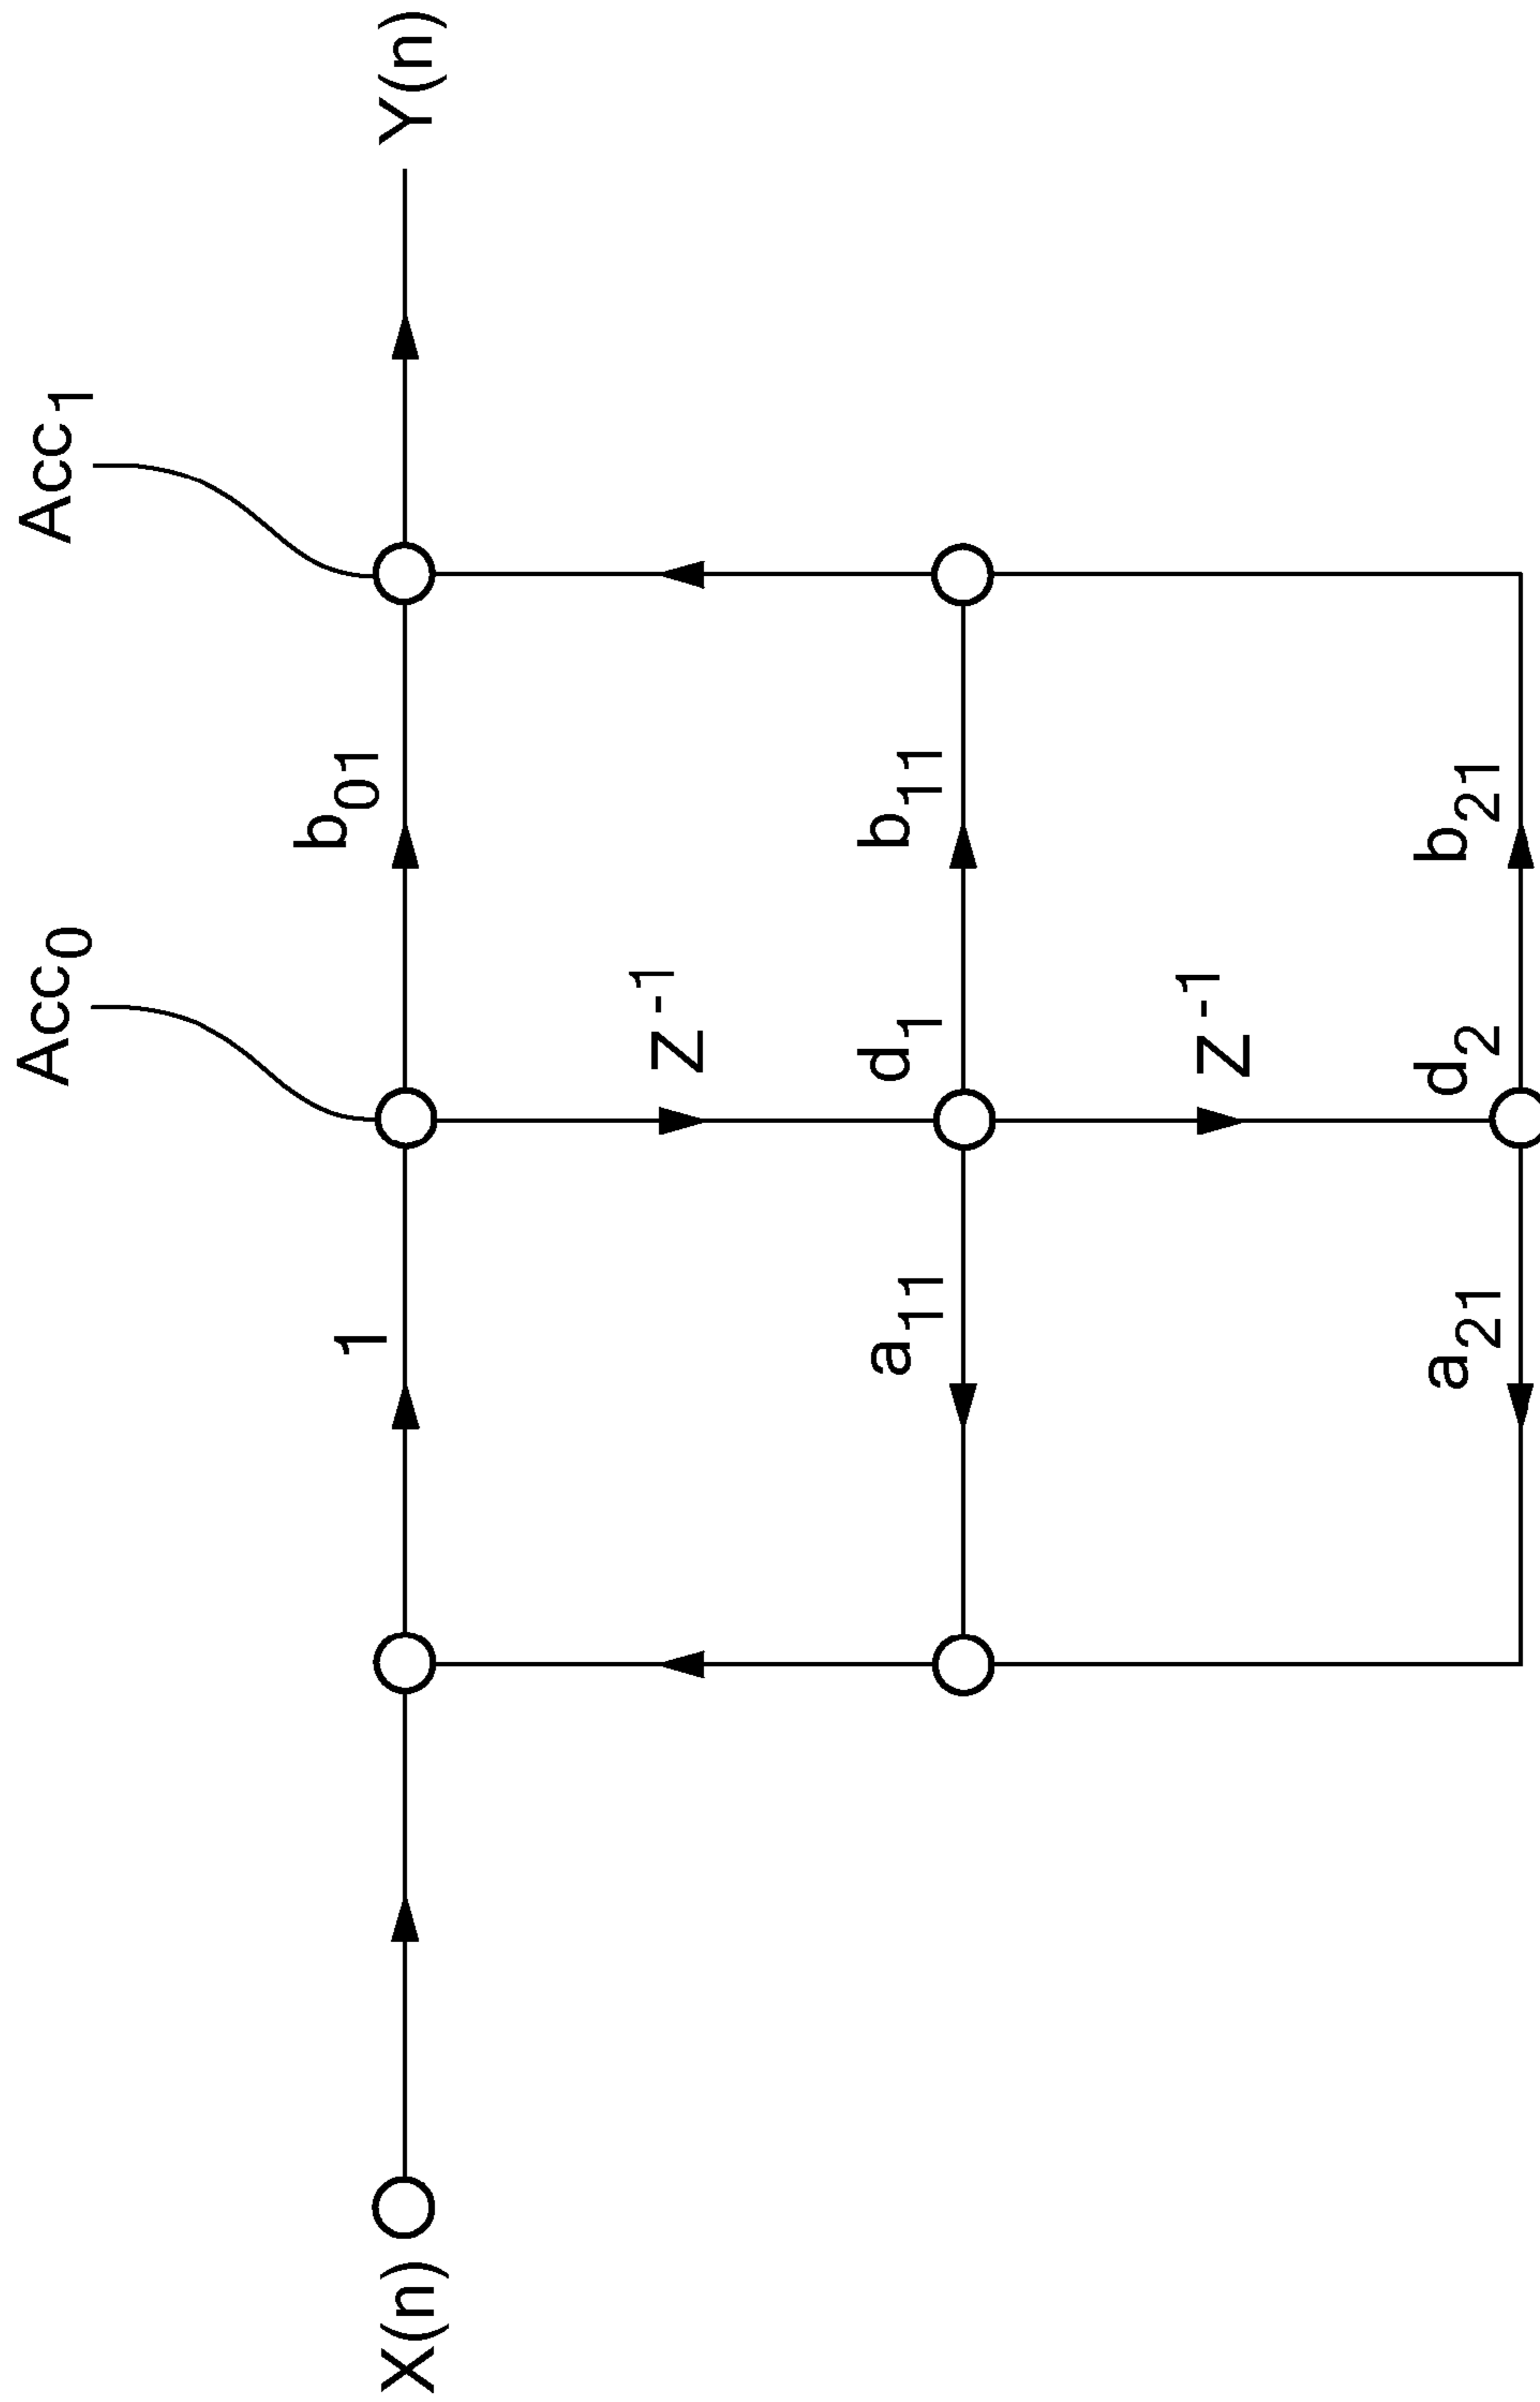 Acc₀
Acc₁
X(n)
1
b₀₁
Y(n)
Z⁻¹
a₁₁
d₁
b₁₁
Z⁻¹
a₂₁
d₂
b₂₁